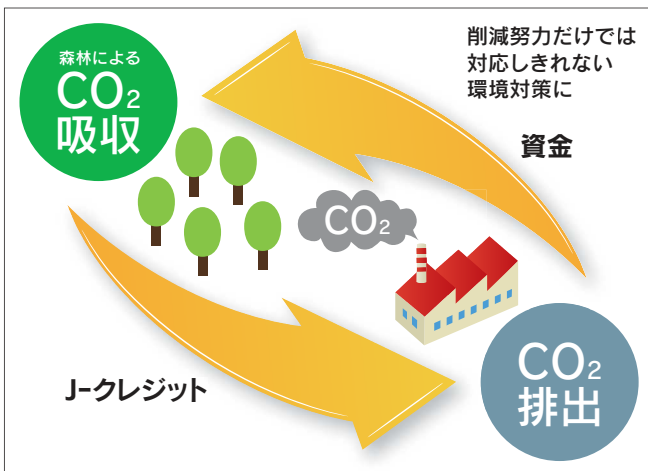 森林による
CO2
吸収
削減努力だけでは
対応しきれない
環境対策に
資金
CO2
J-クレジット
CO2
排出